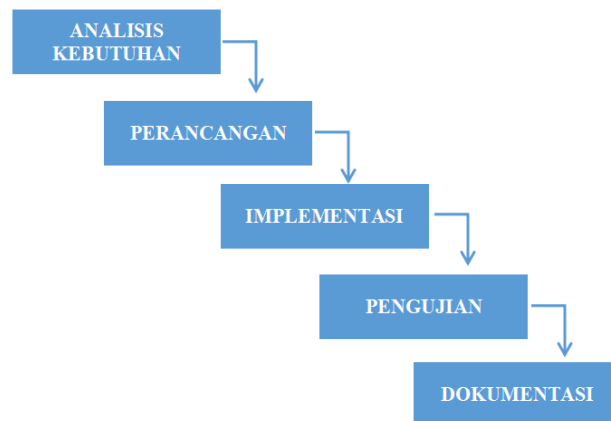 ANALISIS
KEBUTUHAN
PERANCANGAN
IMPLEMENTASI
PENGUJIAN
DOKUMENTASI